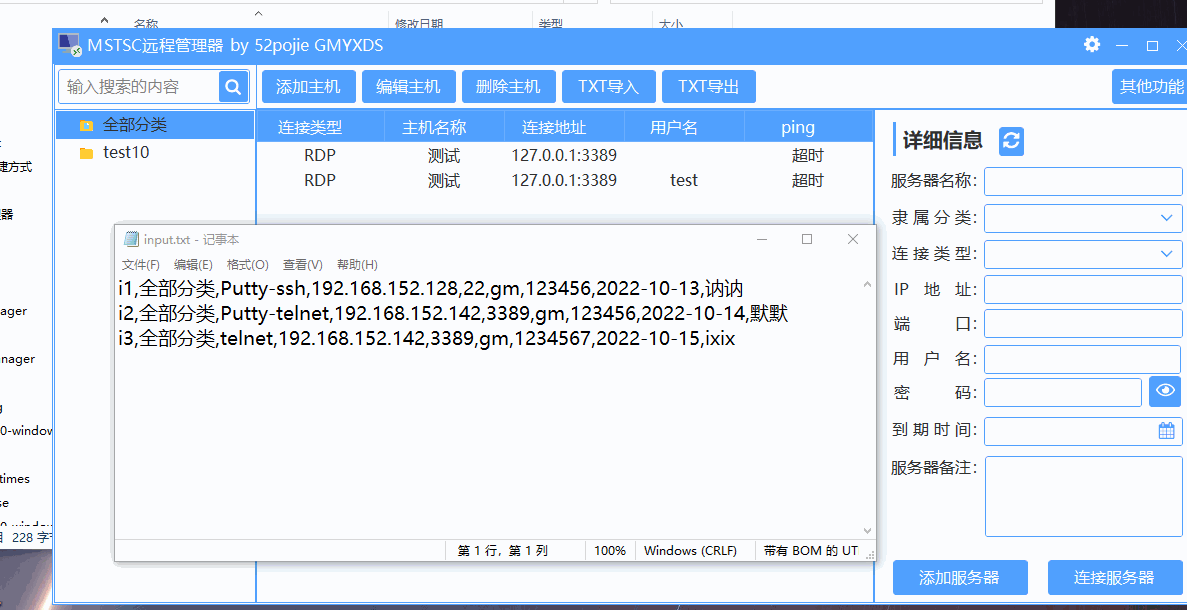 名称
修改日期
类型
大小
MSTSC远程管理器 by 52pojie GMYXDS
输入搜索的内容
添加主机
编辑主机
删除主机
TXT导入
TXT导出
其他功能
全部分类
test10
连接类型 主机名称 连接地址 用户名 ping
RDP 测试 127.0.0.1:3389 超时
RDP 测试 127.0.0.1:3389 test 超时
input.txt - 记事本
文件(F) 编辑(E) 格式(O) 查看(V) 帮助(H)
i1,全部分类,Putty-ssh,192.168.152.128,22,gm,123456,2022-10-13,讷讷
i2,全部分类,Putty-telnet,192.168.152.142,3389,gm,123456,2022-10-14,默默
i3,全部分类,telnet,192.168.152.142,3389,gm,1234567,2022-10-15,ixix
第 1 行，第 1 列 100% Windows (CRLF) 带有 BOM 的 UT
详细信息
服务器名称:
隶属分类:
连接类型:
IP 地 址:
端 口:
用 户 名:
密 码:
到期时间:
服务器备注:
添加服务器
连接服务器
捷方式
器
ager
nager
0-window
times
se
0-window
228 字节